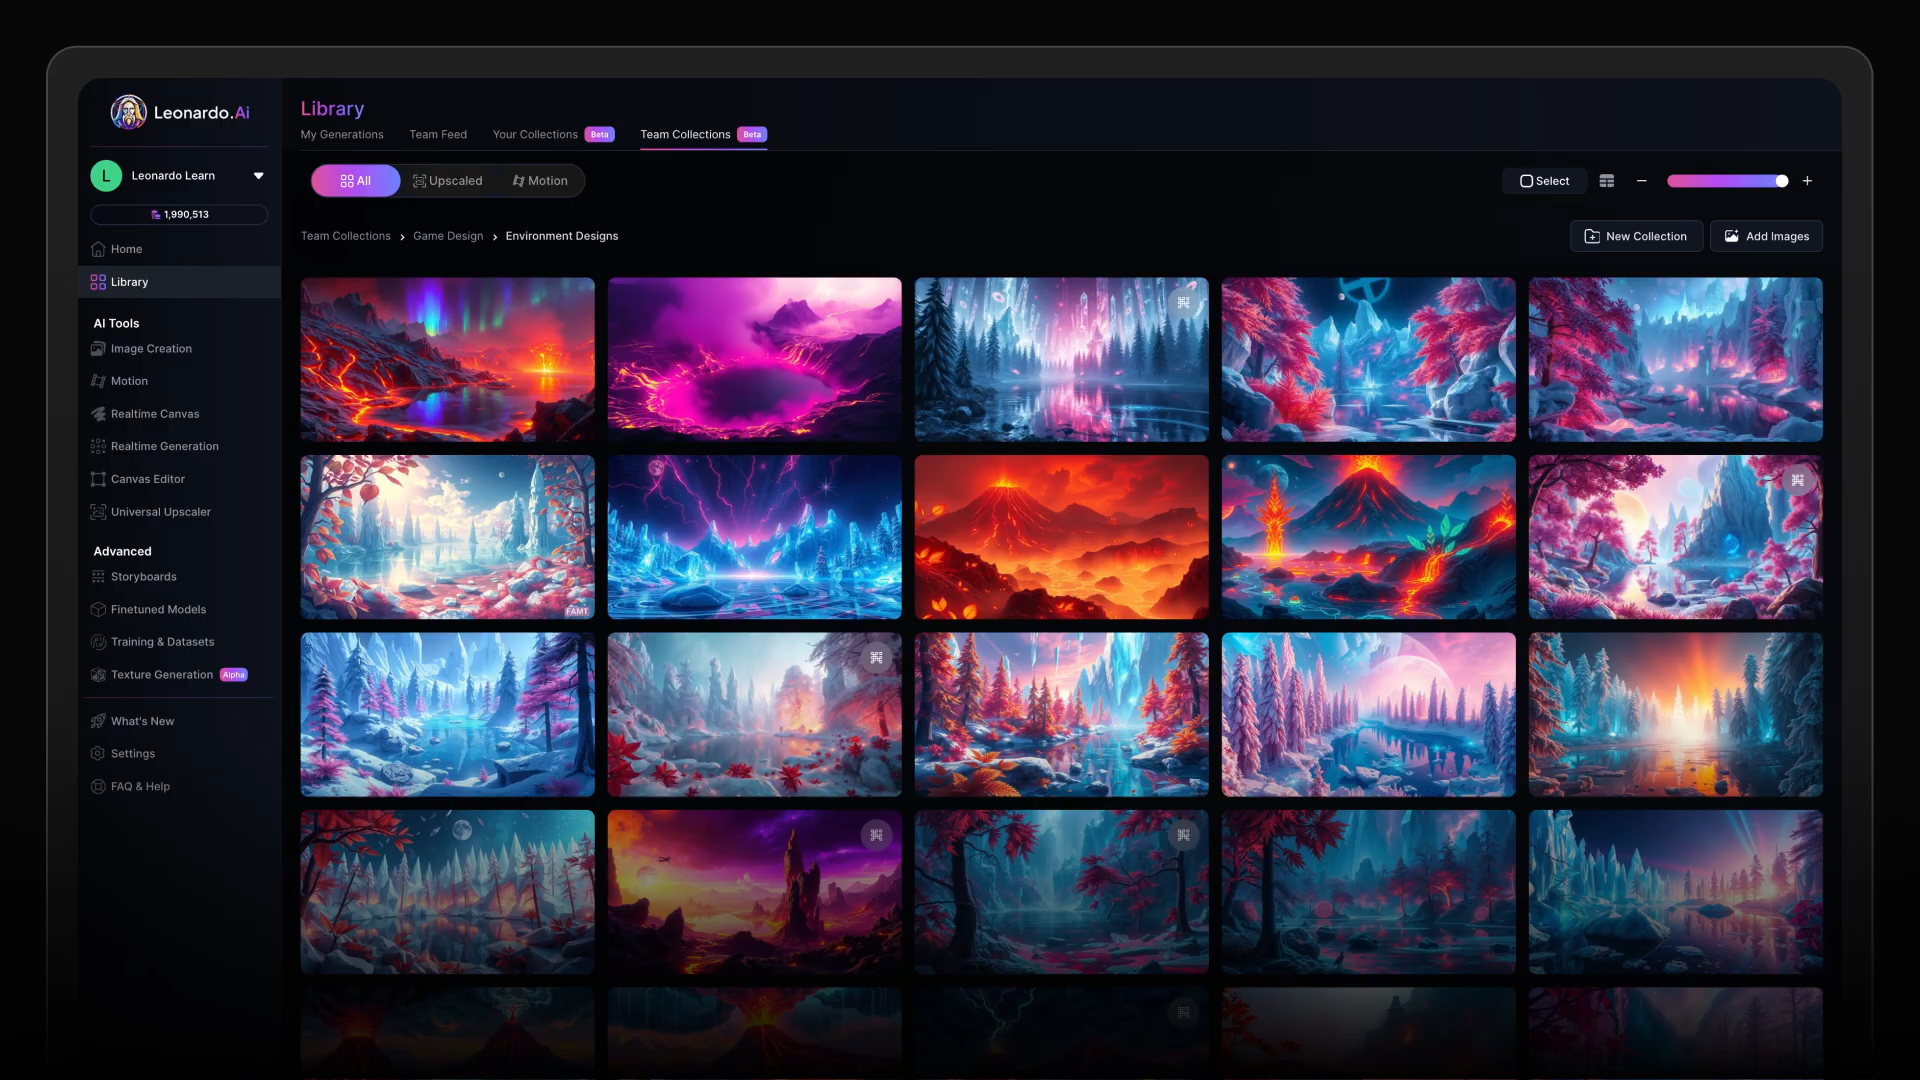 Leonardo.Ai
L
Leonardo Learn
1,990,513
Home
Library
AI Tools
Image Creation
Motion
Realtime Canvas
Realtime Generation
Canvas Editor
Universal Upscaler
Advanced
Storyboards
Finetuned Models
Training & Datasets
Texture Generation Alpha
What's New
Settings
FAQ & Help
Library
My Generations Team Feed Your Collections Beta Team Collections Beta
All Upscaled Motion Select
Team Collections > Game Design > Environment Designs New Collection Add Images
FAMT